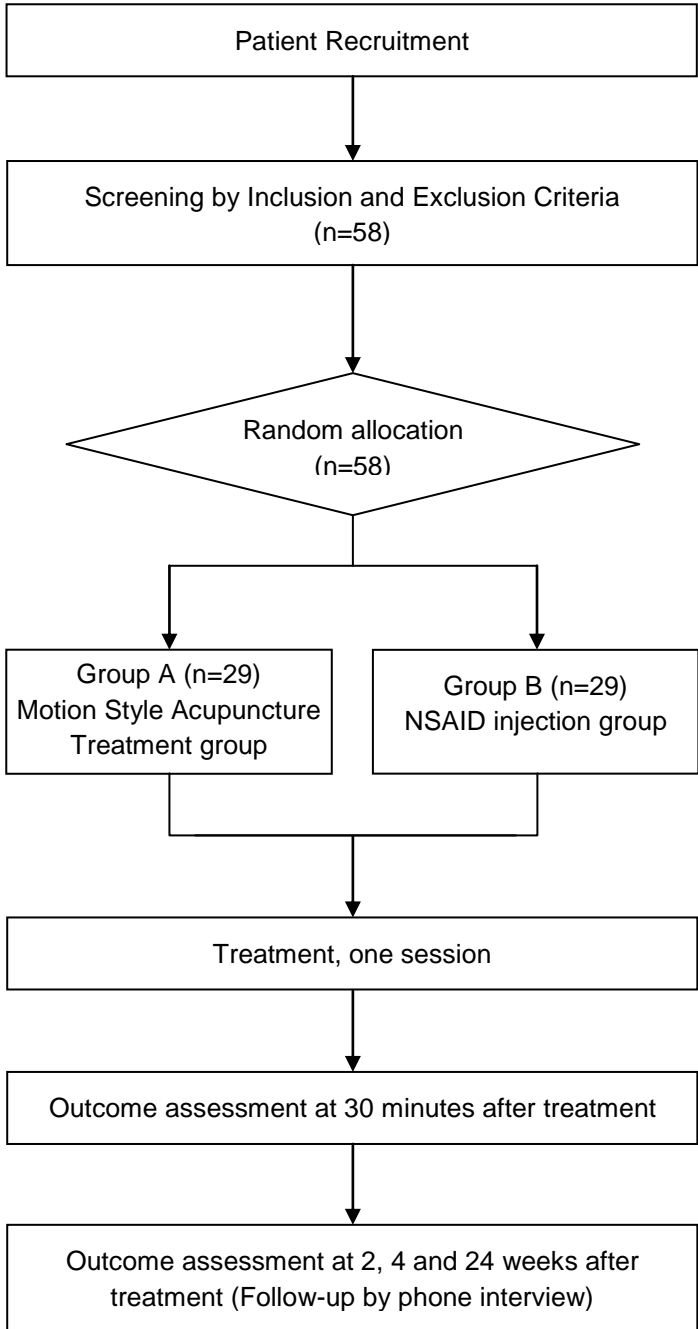 Patient Recruitment
Screening by Inclusion and Exclusion Criteria
(n=58)
Random allocation
(n=58)
Group A (n=29)
Motion Style Acupuncture
Treatment group
Group B (n=29)
NSAID injection group
Treatment, one session
Outcome assessment at 30 minutes after treatment
Outcome assessment at 2, 4 and 24 weeks after
treatment (Follow-up by phone interview)